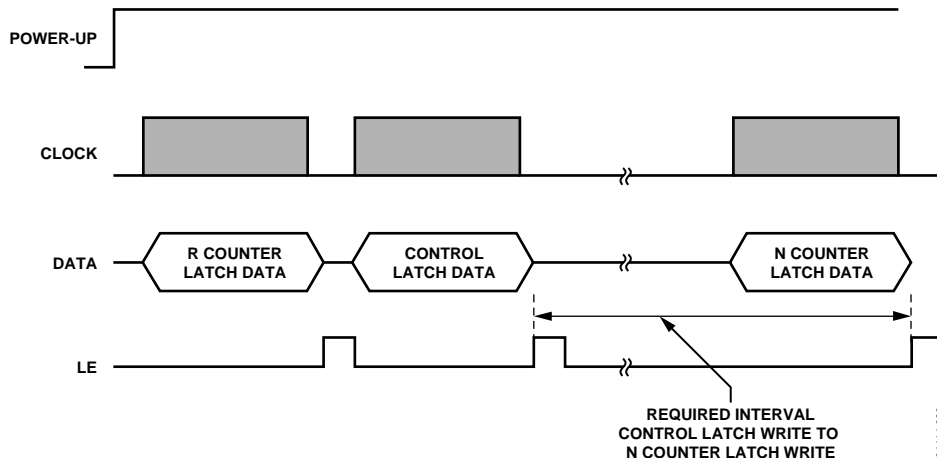 POWER-UP
CLOCK
DATA
R COUNTER
LATCH DATA
CONTROL
LATCH DATA
N COUNTER
LATCH DATA
LE
REQUIRED INTERVAL
CONTROL LATCH WRITE TO
N COUNTER LATCH WRITE